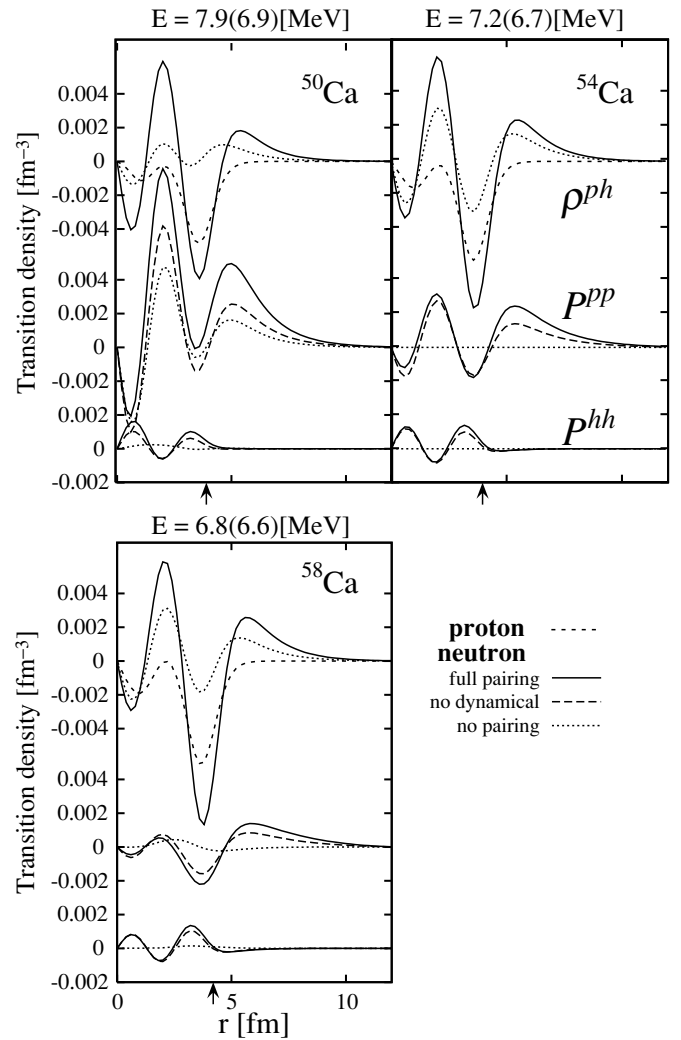 E = 7.9(6.9)[MeV]
E = 7.2(6.7)[MeV]
50Ca
54Ca
Transition density [fm−3]
0.004
0.002
0
-0.002
-0.004
0.002
0
-0.002
0.002
0
-0.002
ρph
Ppp
Phh
E = 6.8(6.6)[MeV]
58Ca
Transition density [fm−3]
0.004
0.002
0
-0.002
-0.004
0.004
0.002
0
-0.002
0.002
0
-0.002
0
5
10
r [fm]
proton
neutron
full pairing
no dynamical
no pairing